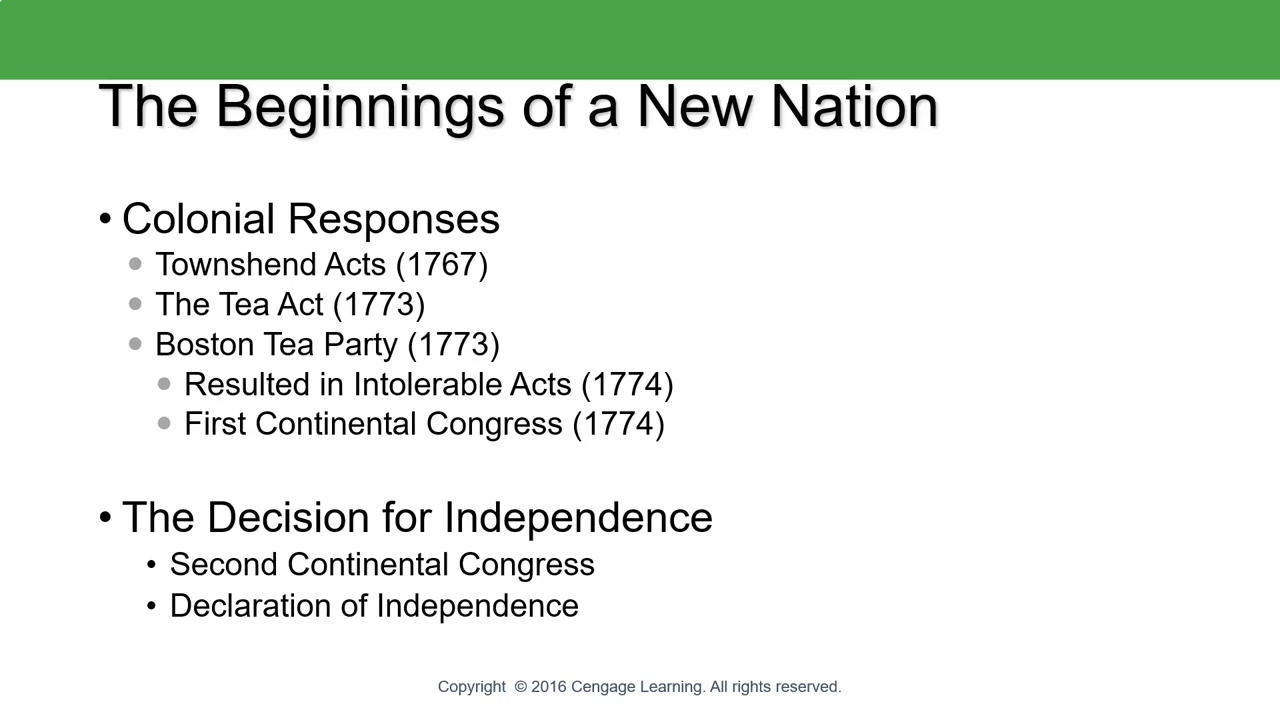 The Beginnings of a New Nation
• Colonial Responses
• Townshend Acts (1767)
• The Tea Act (1773)
• Boston Tea Party (1773)
• Resulted in Intolerable Acts (1774)
• First Continental Congress (1774)
• The Decision for Independence
• Second Continental Congress
• Declaration of Independence
Copyright © 2016 Cengage Learning. All rights reserved.